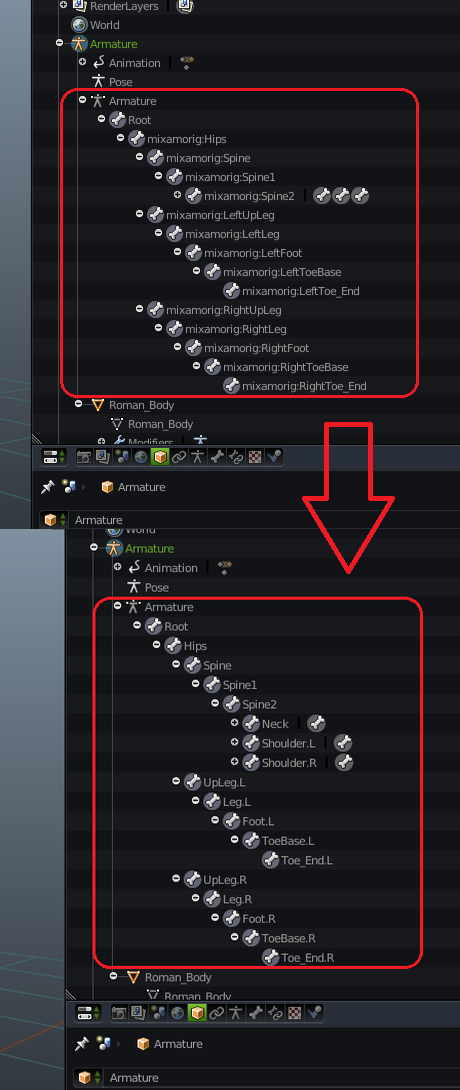 RenderLayers
World
Armature
Animation
Pose
Armature
Root
mixamorig:Hips
mixamorig:Spine
mixamorig:Spine1
mixamorig:Spine2
mixamorig:LeftUpLeg
mixamorig:LeftLeg
mixamorig:LeftFoot
mixamorig:LeftToeBase
mixamorig:LeftToe_End
mixamorig:RightUpLeg
mixamorig:RightLeg
mixamorig:RightFoot
mixamorig:RightToeBase
mixamorig:RightToe_End
Roman_Body
Roman_Body
Modifiers
Armature
Armature
World
Armature
Animation
Pose
Armature
Root
Hips
Spine
Spine1
Spine2
Neck
Shoulder.L
Shoulder.R
UpLeg.L
Leg.L
Foot.L
ToeBase.L
Toe_End.L
UpLeg.R
Leg.R
Foot.R
ToeBase.R
Toe_End.R
Roman_Body
Roman_Body
Armature
Armature